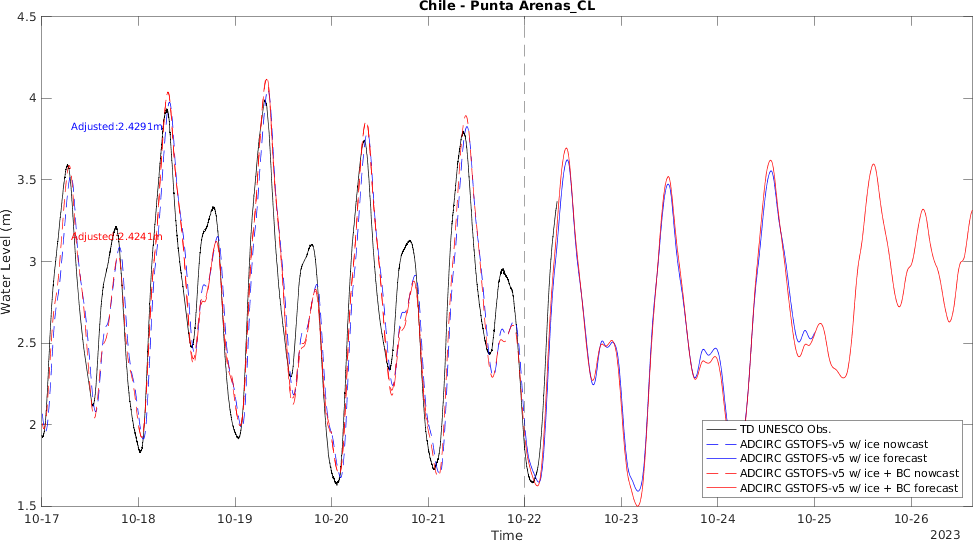 Chile - Punta Arenas_CL
4.5
4
3.5
3
2.5
2
1.5
Water Level (m)
Adjusted:2.4291m
Adjusted:2.4241m
TD UNESCO Obs.
ADCIRC GSTOFS-v5 w/ ice nowcast
ADCIRC GSTOFS-v5 w/ ice forecast
ADCIRC GSTOFS-v5 w/ ice + BC nowcast
ADCIRC GSTOFS-v5 w/ ice + BC forecast
10-17 10-18 10-19 10-20 10-21 10-22 10-23 10-24 10-25 10-26
Time
2023